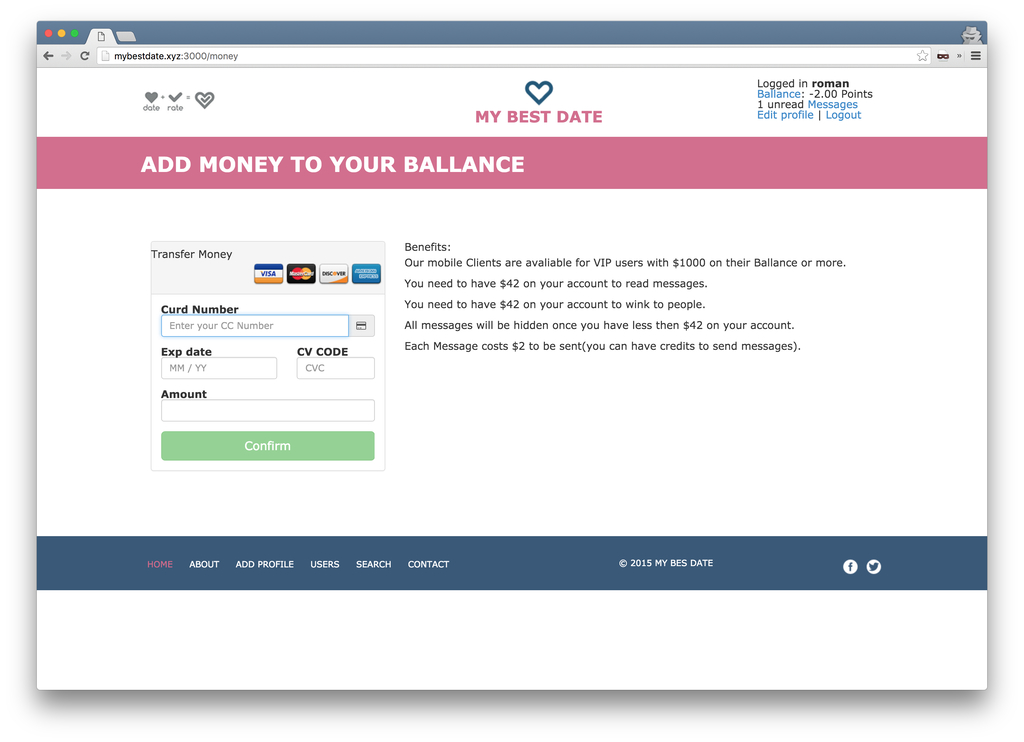 mybestdate.xyz:3000/money
date + rate =
MY BEST DATE
Logged in roman
Ballance: -2.00 Points
1 unread Messages
Edit profile | Logout
ADD MONEY TO YOUR BALLANCE
Transfer Money
VISA MasterCard DISCOVER AMERICAN EXPRESS
Curd Number
Enter your CC Number
Exp date CV CODE
MM / YY CVC
Amount
Confirm
Benefits:
Our mobile Clients are avaliable for VIP users with $1000 on their Ballance or more.
You need to have $42 on your account to read messages.
You need to have $42 on your account to wink to people.
All messages will be hidden once you have less then $42 on your account.
Each Message costs $2 to be sent(you can have credits to send messages).
HOME ABOUT ADD PROFILE USERS SEARCH CONTACT
© 2015 MY BES DATE